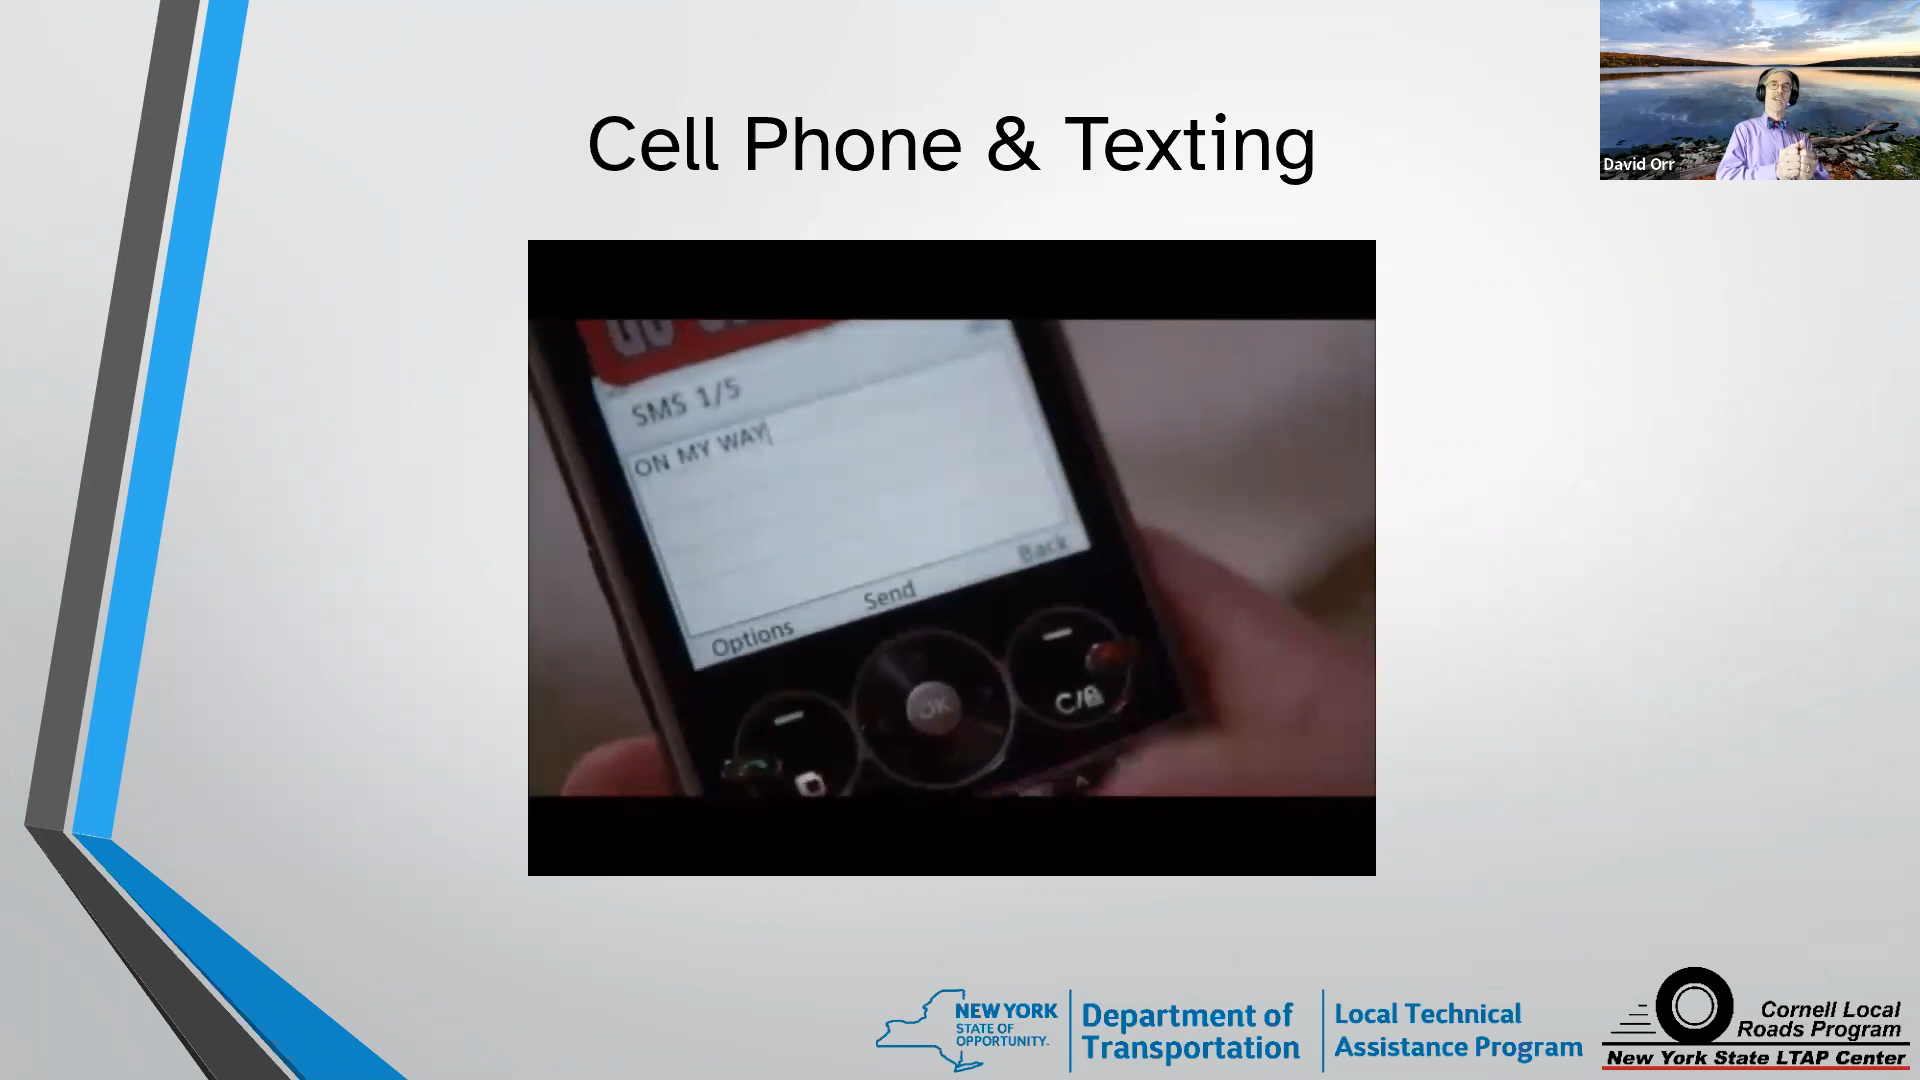 Cell Phone & Texting
David Orr
SMS 1/5
ON MY WAY
Back
Send
Options
OK
C/
NEW YORK
STATE OF
OPPORTUNITY.
Department of
Transportation
Local Technical
Assistance Program
Cornell Local
Roads Program
New York State LTAP Center